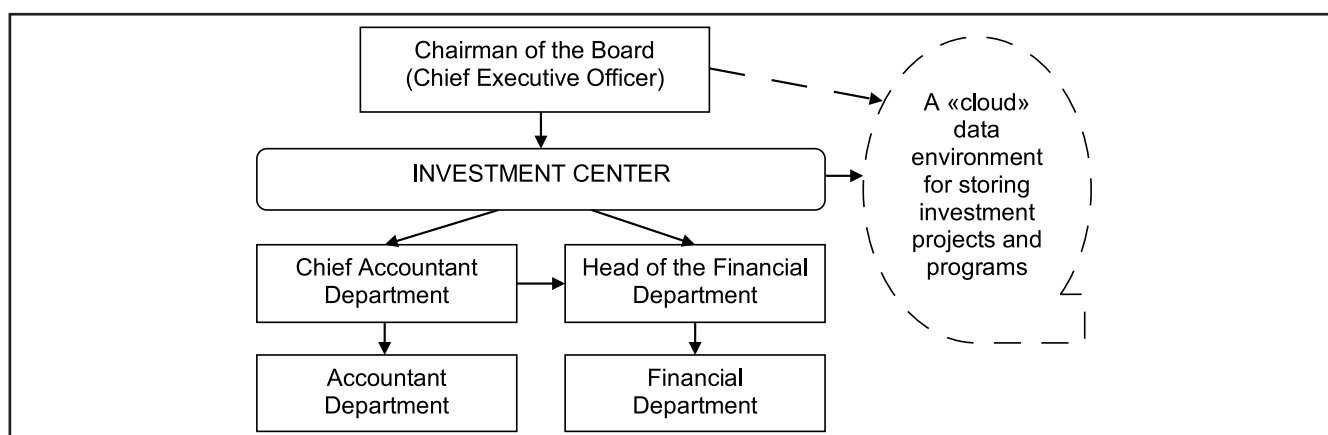 Chairman of the Board
(Chief Executive Officer)
A «cloud»
data
environment
for storing
investment
projects and
programs
INVESTMENT CENTER
Chief Accountant
Department
Head of the Financial
Department
Accountant
Department
Financial
Department